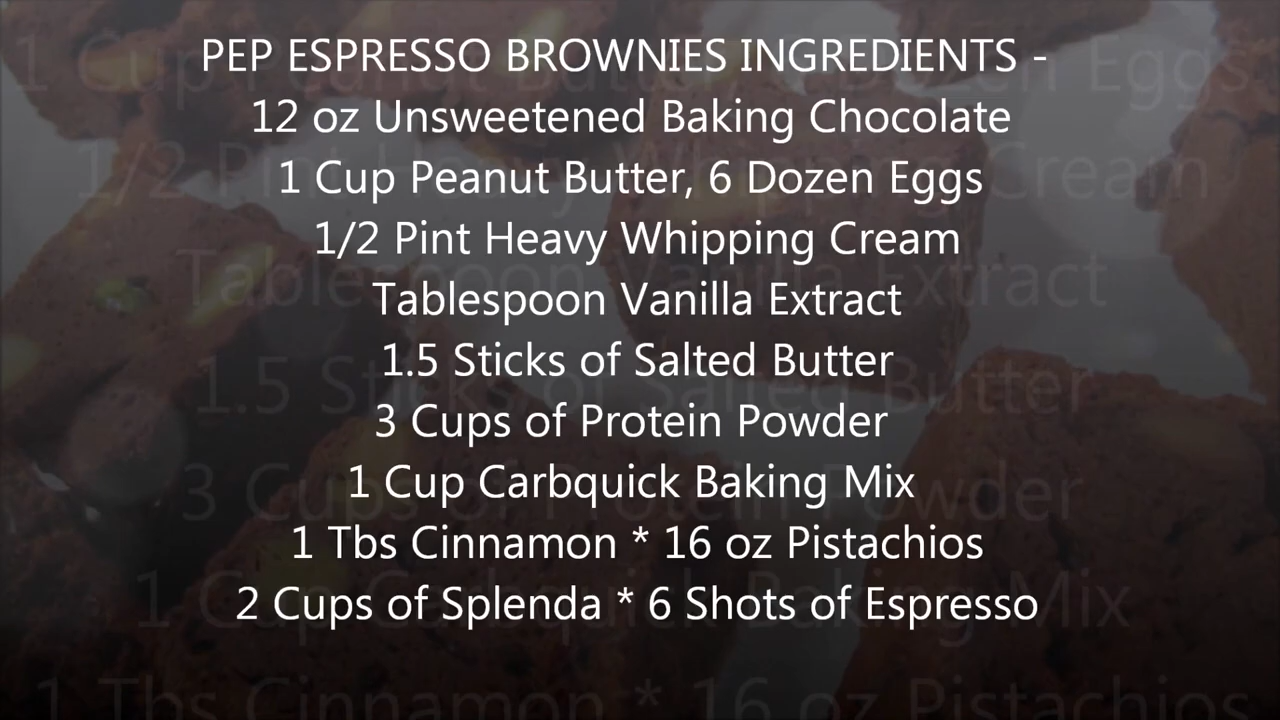 PEP ESPRESSO BROWNIES INGREDIENTS -
12 oz Unsweetened Baking Chocolate
1 Cup Peanut Butter, 6 Dozen Eggs
1/2 Pint Heavy Whipping Cream
Tablespoon Vanilla Extract
1.5 Sticks of Salted Butter
3 Cups of Protein Powder
1 Cup Carbquick Baking Mix
1 Tbs Cinnamon * 16 oz Pistachios
2 Cups of Splenda * 6 Shots of Espresso